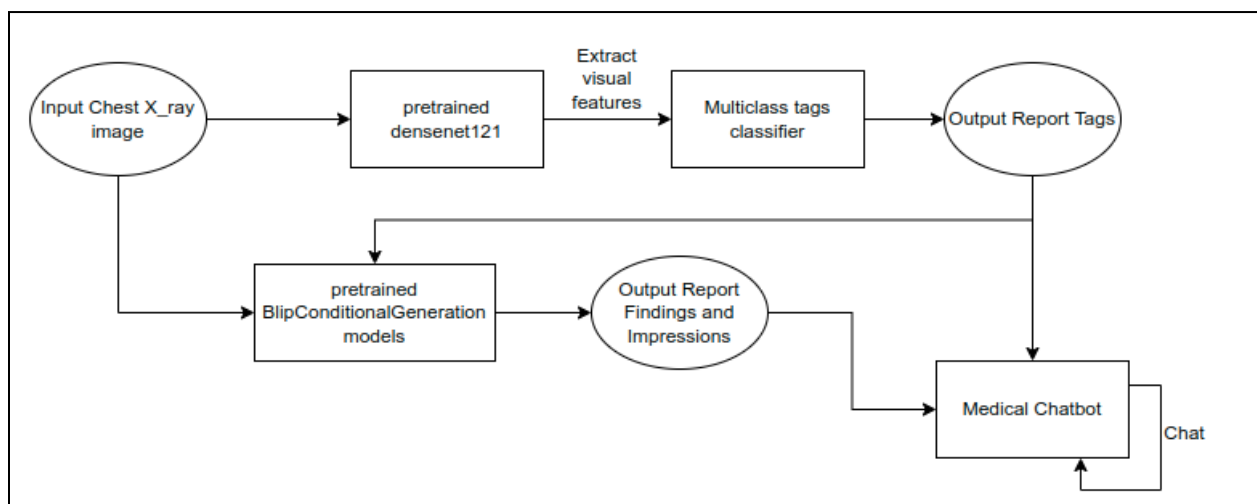 Input Chest X_ray
image
pretrained
densenet121
Extract
visual
features
Multiclass tags
classifier
Output Report Tags
pretrained
BlipConditionalGeneration
models
Output Report
Findings and
Impressions
Medical Chatbot
Chat